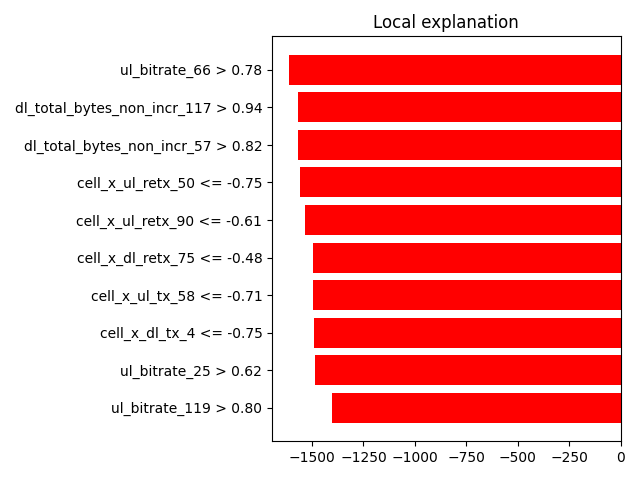 Local explanation
ul_bitrate_66 > 0.78
dl_total_bytes_non_incr_117 > 0.94
dl_total_bytes_non_incr_57 > 0.82
cell_x_ul_retx_50 <= -0.75
cell_x_ul_retx_90 <= -0.61
cell_x_dl_retx_75 <= -0.48
cell_x_ul_tx_58 <= -0.71
cell_x_dl_tx_4 <= -0.75
ul_bitrate_25 > 0.62
ul_bitrate_119 > 0.80
−1500 −1250 −1000 −750 −500 −250 0